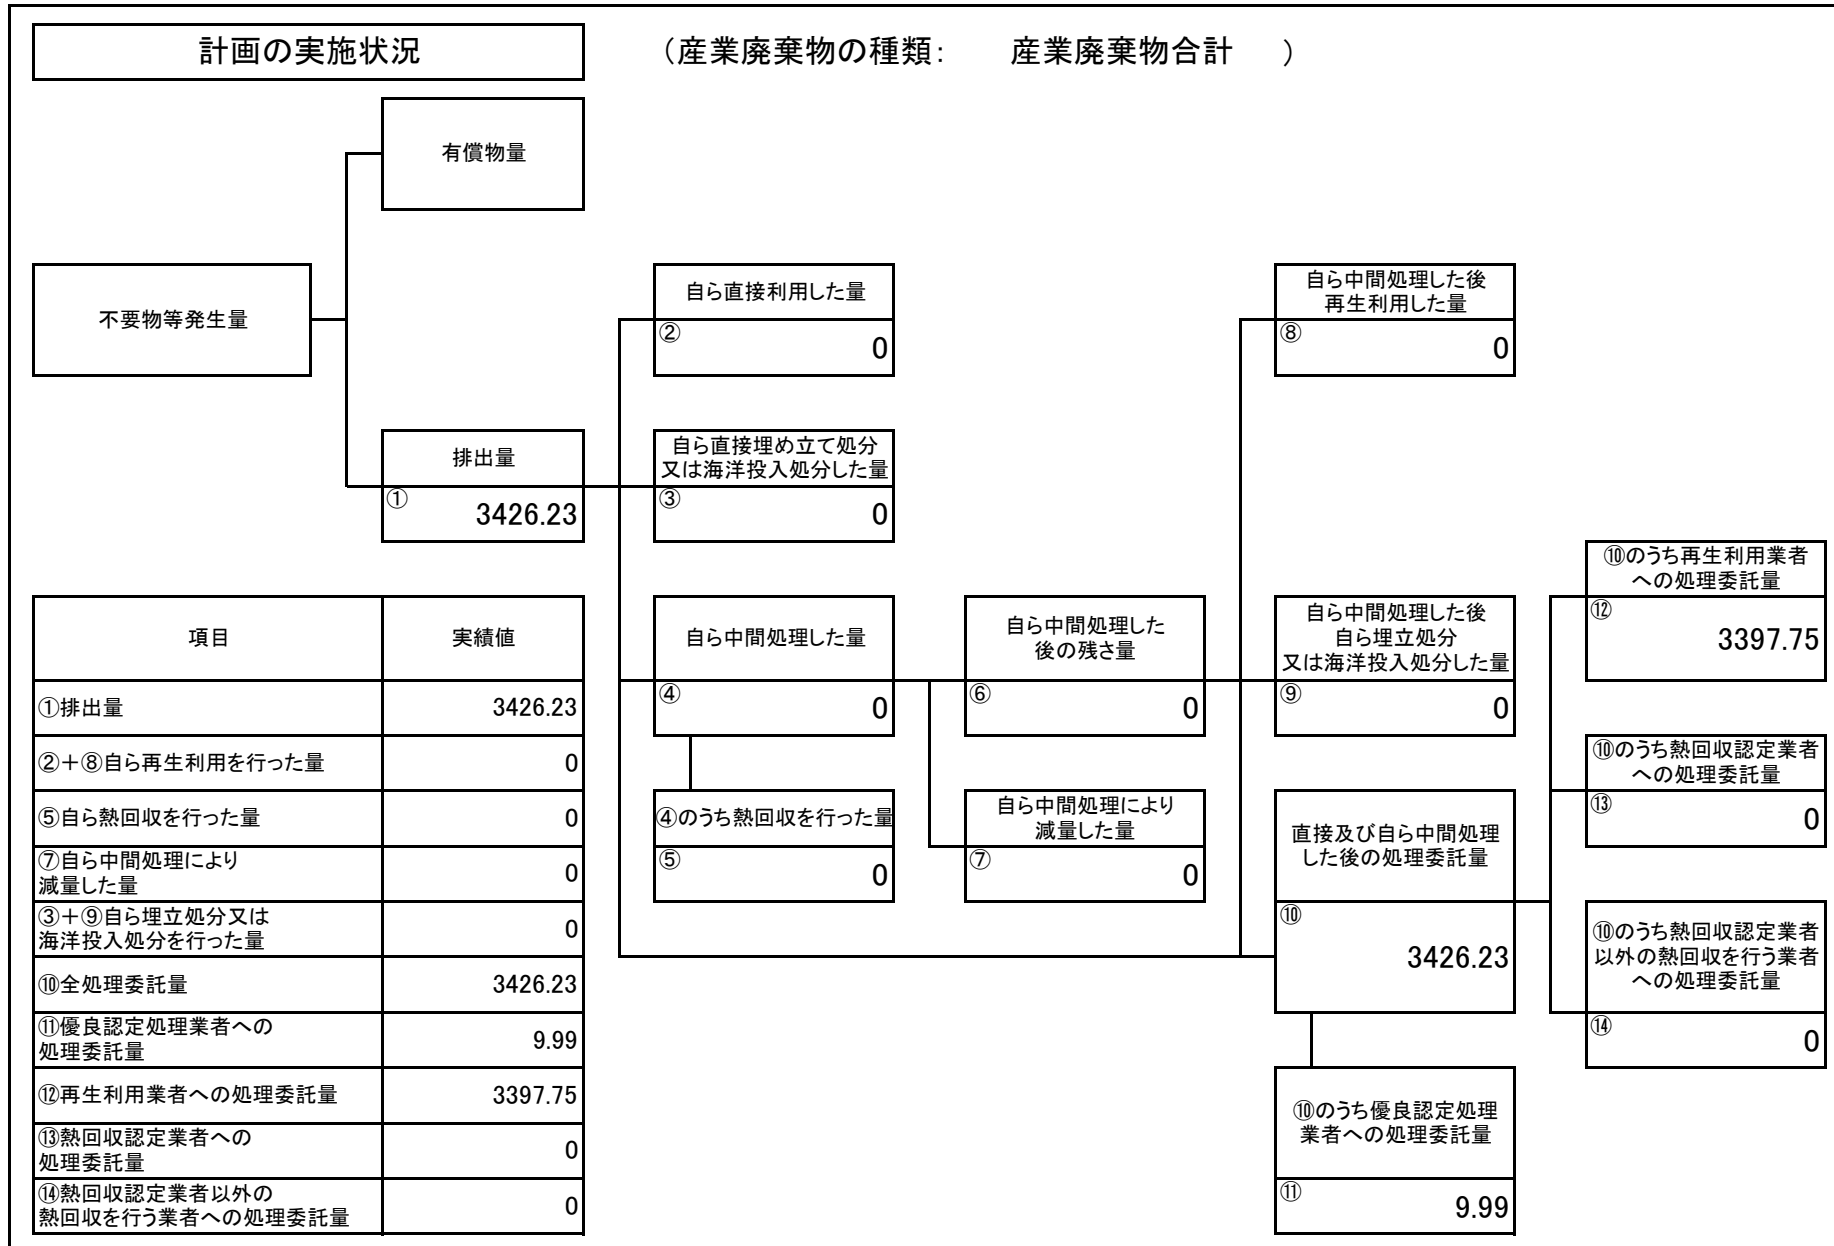 計画の実施状況
（産業廃棄物の種類： 産業廃棄物合計 ）
有償物量
不要物等発生量
排出量
①
3426.23
自ら直接利用した量
②
0
自ら直接埋め立て処分
又は海洋投入処分した量
③
0
自ら中間処理した量
④
0
④のうち熱回収を行った量
⑤
0
自ら中間処理した
後の残さ量
⑥
0
自ら中間処理により
減量した量
⑦
0
自ら中間処理した後
再生利用した量
⑧
0
自ら中間処理した後
自ら埋立処分
又は海洋投入処分した量
⑨
0
直接及び自ら中間処理
した後の処理委託量
⑩
3426.23
⑩のうち優良認定処理
業者への処理委託量
⑪
9.99
⑩のうち再生利用業者
への処理委託量
⑫
3397.75
⑩のうち熱回収認定業者
への処理委託量
⑬
0
⑩のうち熱回収認定業者
以外の熱回収を行う業者
への処理委託量
⑭
0
項目 実績値
①排出量 3426.23
②＋⑧自ら再生利用を行った量 0
⑤自ら熱回収を行った量 0
⑦自ら中間処理により
減量した量 0
③＋⑨自ら埋立処分又は
海洋投入処分を行った量 0
⑩全処理委託量 3426.23
⑪優良認定処理業者への
処理委託量 9.99
⑫再生利用業者への処理委託量 3397.75
⑬熱回収認定業者への
処理委託量 0
⑭熱回収認定業者以外の
熱回収を行う業者への処理委託量 0